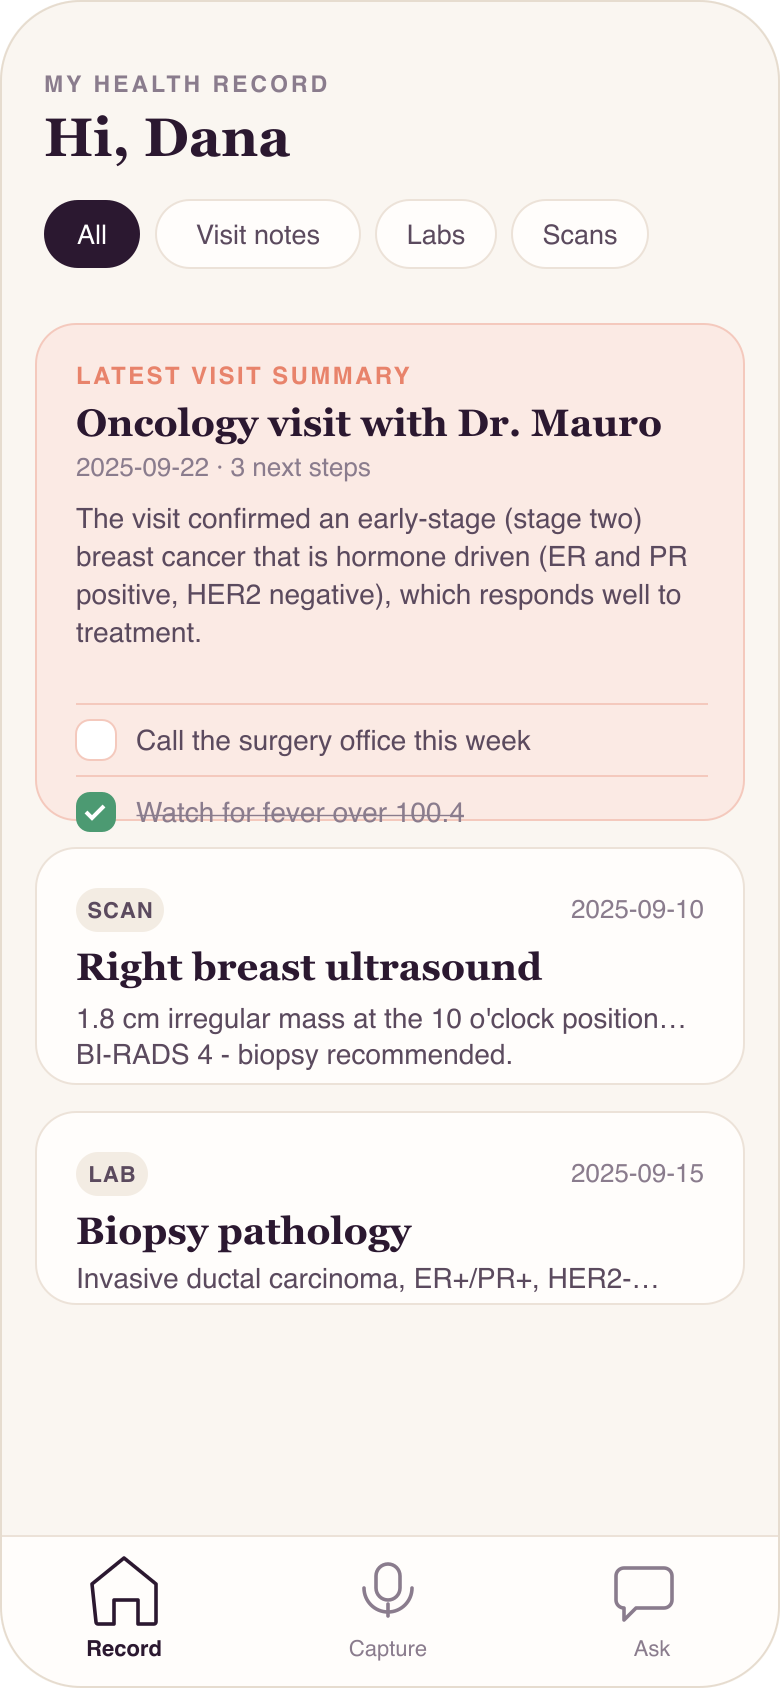 MY HEALTH RECORD
Hi, Dana
All
Visit notes
Labs
Scans
LATEST VISIT SUMMARY
Oncology visit with Dr. Mauro
2025-09-22 · 3 next steps
The visit confirmed an early-stage (stage two)
breast cancer that is hormone driven (ER and PR
positive, HER2 negative), which responds well to
treatment.
Call the surgery office this week
Watch for fever over 100.4
SCAN
2025-09-10
Right breast ultrasound
1.8 cm irregular mass at the 10 o'clock position…
BI-RADS 4 - biopsy recommended.
LAB
2025-09-15
Biopsy pathology
Invasive ductal carcinoma, ER+/PR+, HER2-…
Record
Capture
Ask